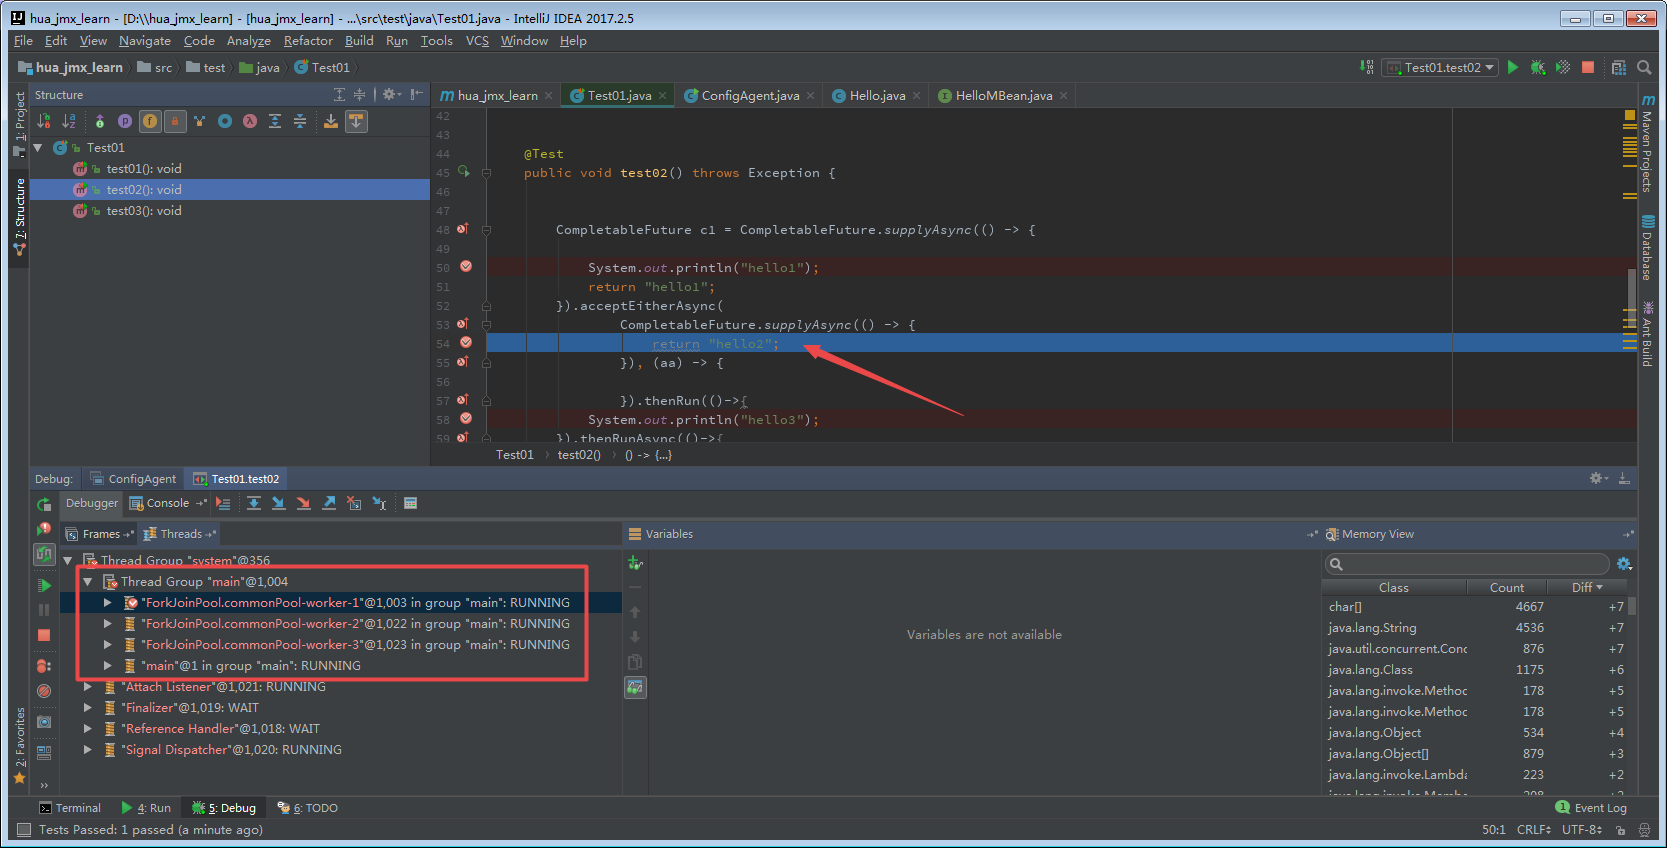 hua_jmx_learn - [D:\\hua_jmx_learn] - [hua_jmx_learn] - ...\src\test\java\Test01.java - IntelliJ IDEA 2017.2.5
File Edit View Navigate Code Analyze Refactor Build Run Tools VCS Window Help
hua_jmx_learn src test java Test01
Test01.test02
Structure
hua_jmx_learn Test01.java ConfigAgent.java Hello.java HelloMBean.java
1: Project
7: Structure
2: Favorites
Test01
test01(): void
test02(): void
test03(): void
42
43
44 @Test
45 public void test02() throws Exception {
46
47
48 CompletableFuture c1 = CompletableFuture.supplyAsync(() -> {
49
50 System.out.println("hello1");
51 return "hello1";
52 }).acceptEitherAsync(
53 CompletableFuture.supplyAsync(() -> {
54 return "hello2";
55 }), (aa) -> {
56
57 }).thenRun(()->{
58 System.out.println("hello3");
59 }).thenRunAsync(()->{
Test01 test02() () -> {...}
Maven Projects
Database
Ant Build
Debug: ConfigAgent Test01.test02
Debugger Console
Frames Threads
Thread Group "system"@356
Thread Group "main"@1,004
"ForkJoinPool.commonPool-worker-1"@1,003 in group "main": RUNNING
"ForkJoinPool.commonPool-worker-2"@1,022 in group "main": RUNNING
"ForkJoinPool.commonPool-worker-3"@1,023 in group "main": RUNNING
"main"@1 in group "main": RUNNING
"Attach Listener"@1,021: RUNNING
"Finalizer"@1,019: WAIT
"Reference Handler"@1,018: WAIT
"Signal Dispatcher"@1,020: RUNNING
Variables
Variables are not available
Memory View
Class Count Diff
char[] 4667 +7
java.lang.String 4536 +7
java.util.concurrent.Conc 876 +7
java.lang.Class 1175 +6
java.lang.invoke.Methoc 178 +5
java.lang.invoke.Methoc 178 +5
java.lang.Object 534 +4
java.lang.Object[] 879 +3
java.lang.invoke.Lambda 223 +2
Terminal 4: Run 5: Debug 6: TODO
1 Event Log
Tests Passed: 1 passed (a minute ago)
50:1 CRLF UTF-8